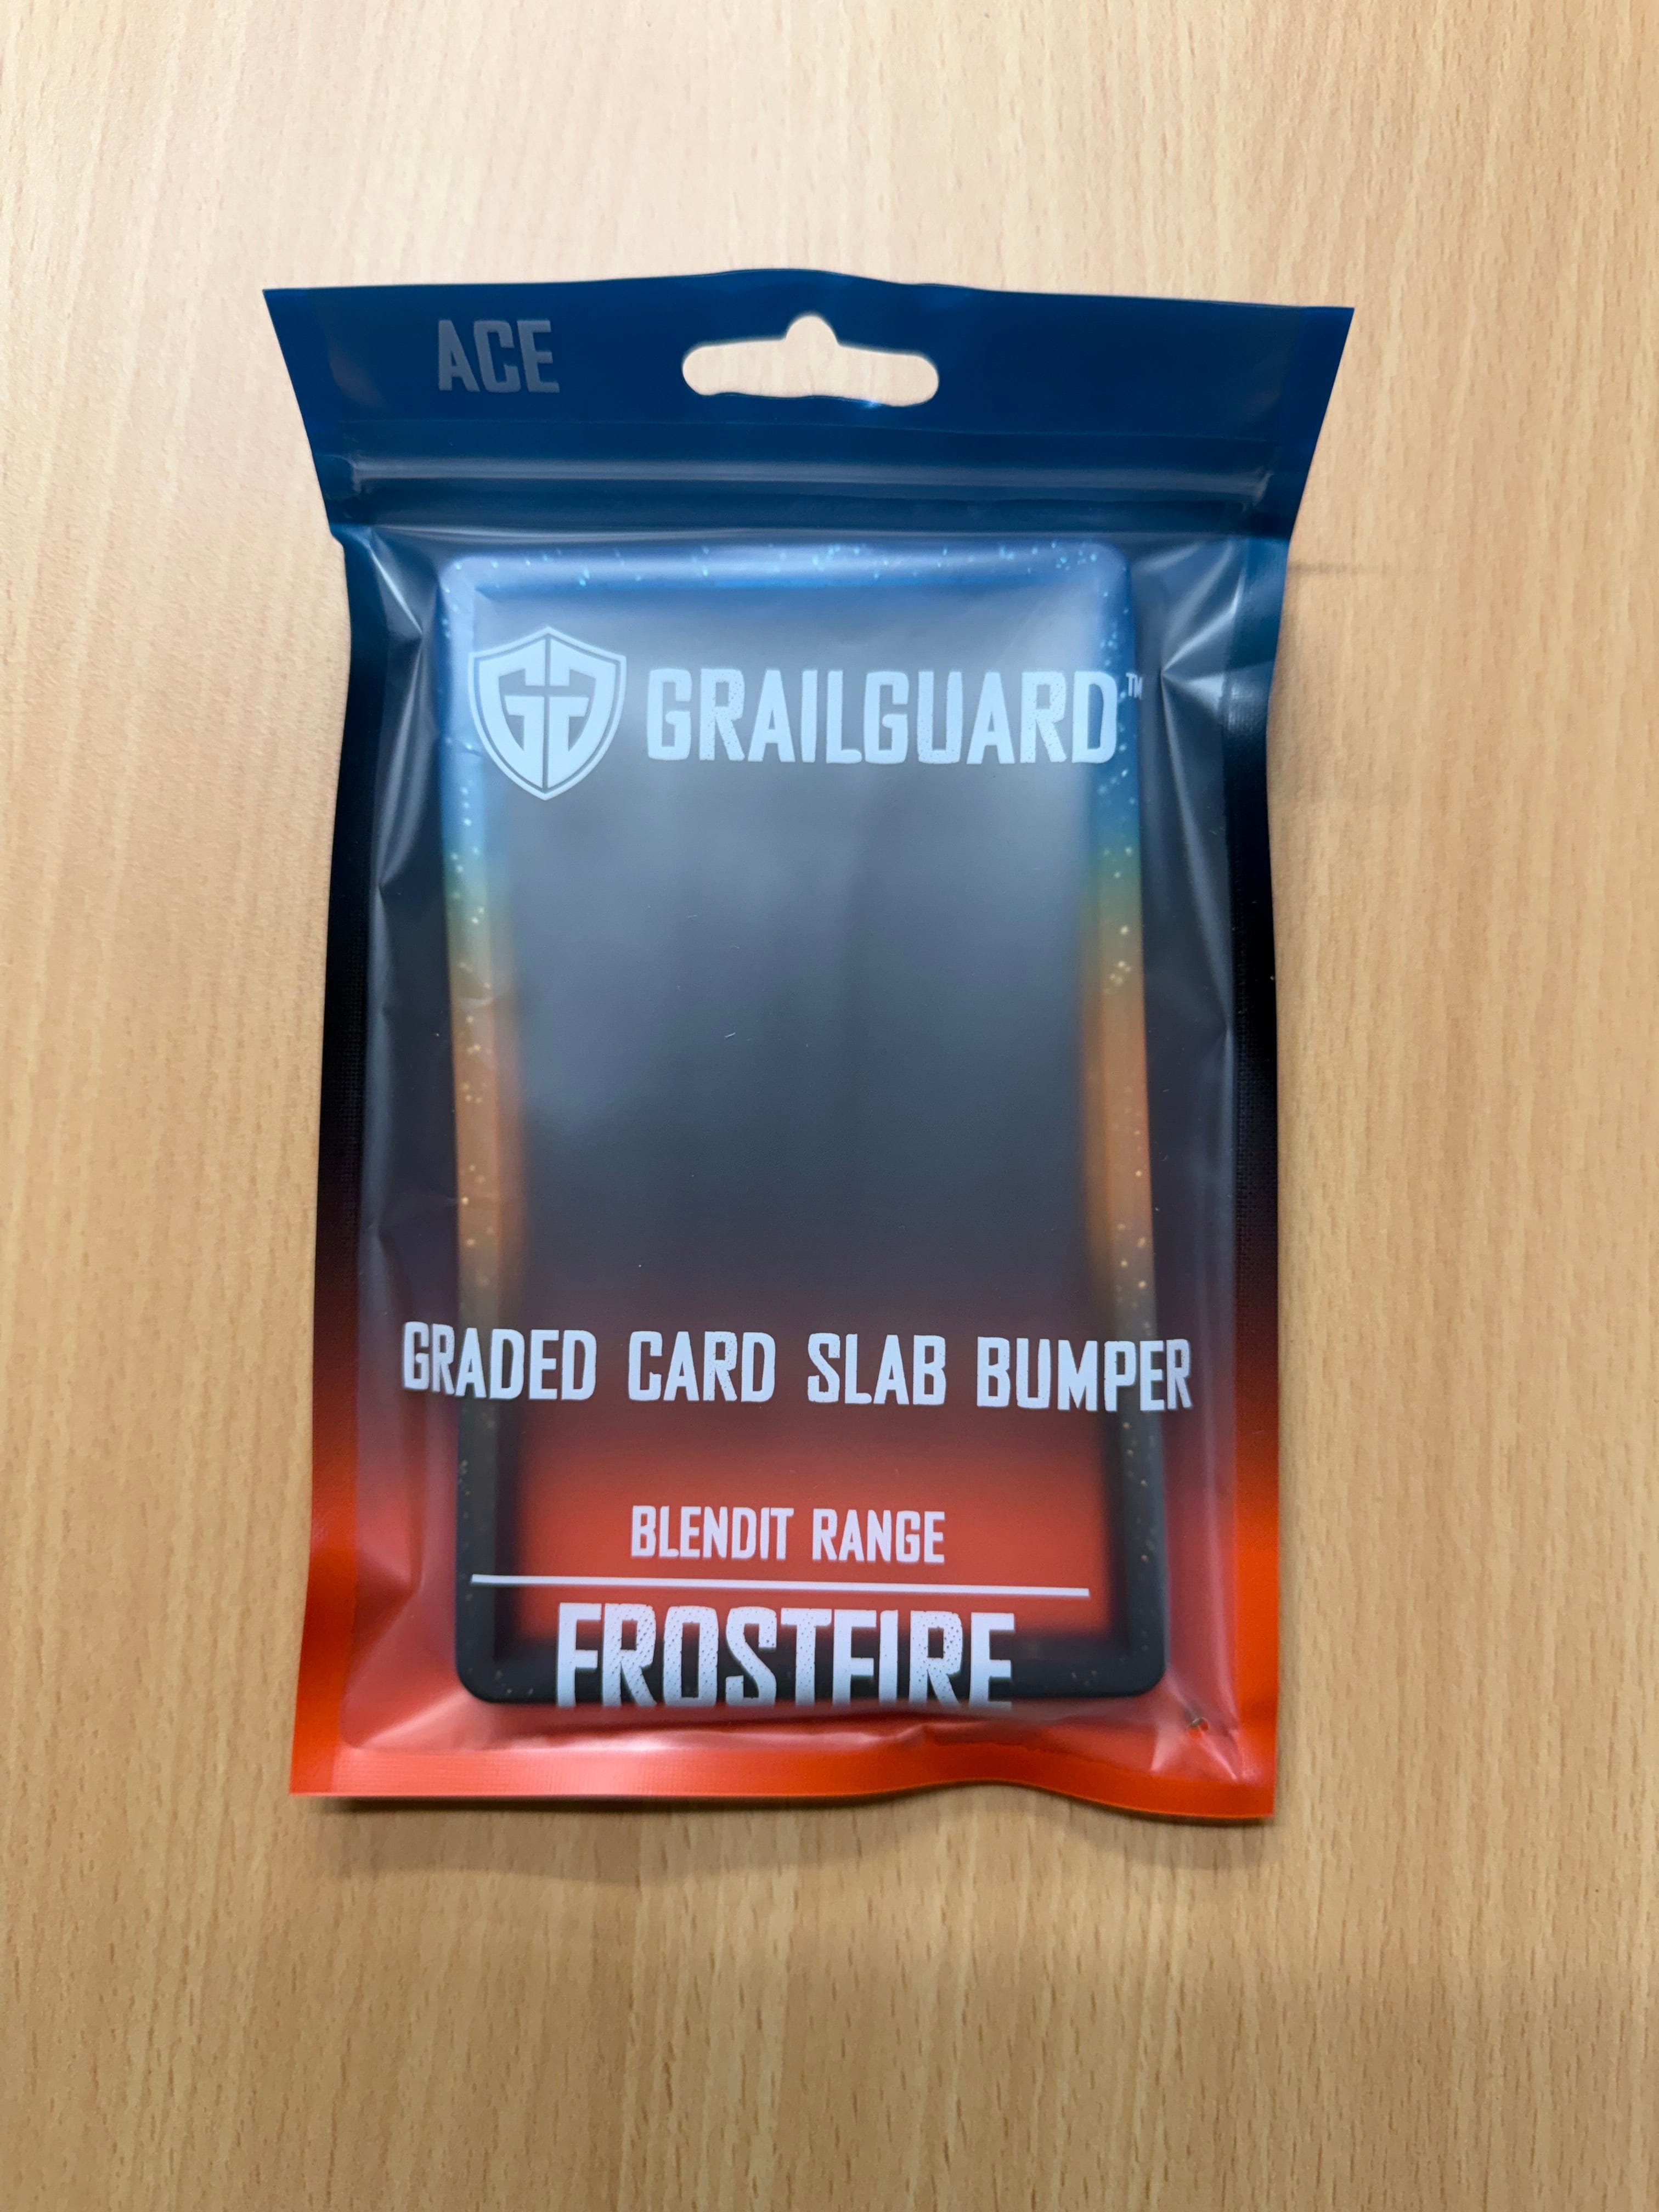 ACE
GG GRAILGUARD™
GRADED CARD SLAB BUMPER
BLENDIT RANGE
FROSTFIRE